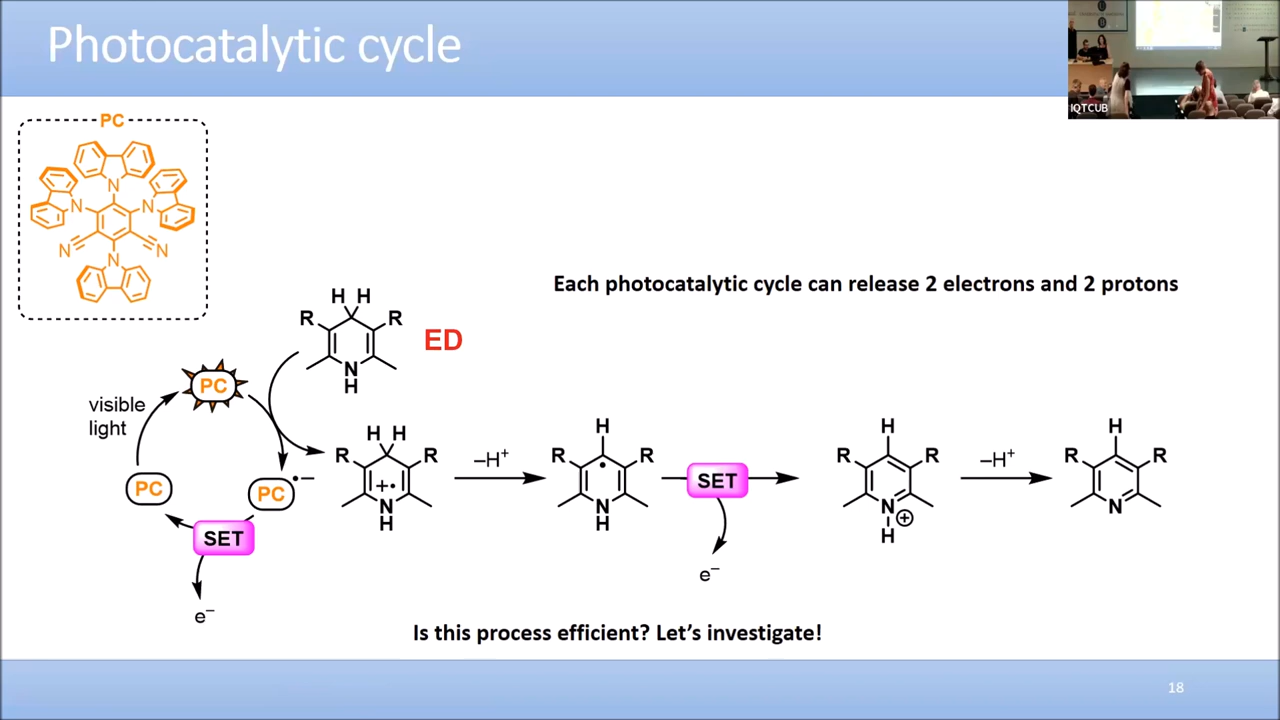 Photocatalytic cycle
IQTCUB
PC
N
N
N
N
N
N
Each photocatalytic cycle can release 2 electrons and 2 protons
H H
R R
N
H
ED
PC
visible
light
PC
PC •–
SET
e–
H H
R R
+•
N
H
–H+
H
R R
•
N
H
SET
e–
H
R R
N
+
H
–H+
H
R R
N
Is this process efficient? Let's investigate!
18